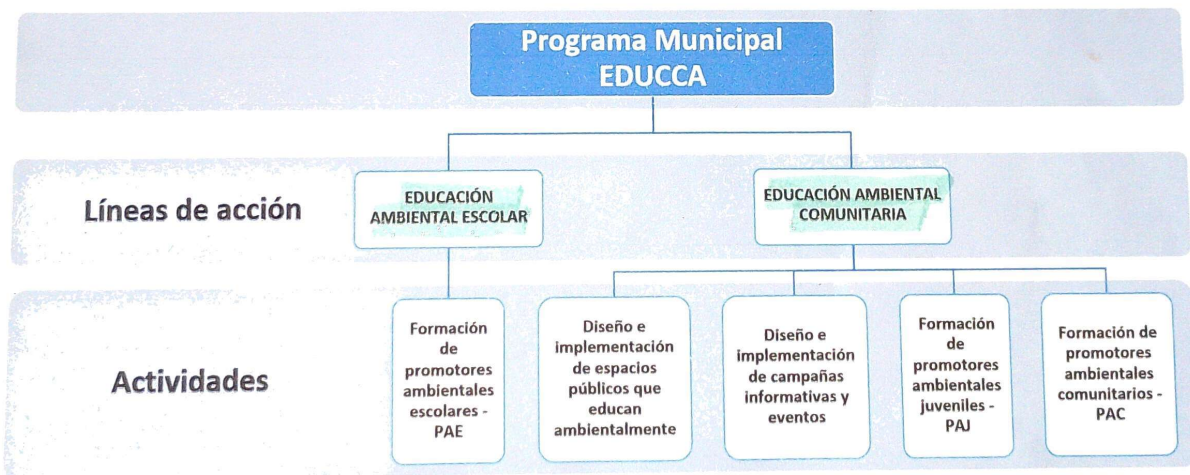 Programa Municipal
EDUCCA
Líneas de acción
EDUCACIÓN
AMBIENTAL ESCOLAR
EDUCACIÓN AMBIENTAL
COMUNITARIA
Actividades
Formación
de
promotores
ambientales
escolares -
PAE
Diseño e
implementación
de espacios
públicos que
educan
ambientalmente
Diseño e
implementación
de campañas
informativas y
eventos
Formación
de
promotores
ambientales
juveniles -
PAJ
Formación de
promotores
ambientales
comunitarios -
PAC